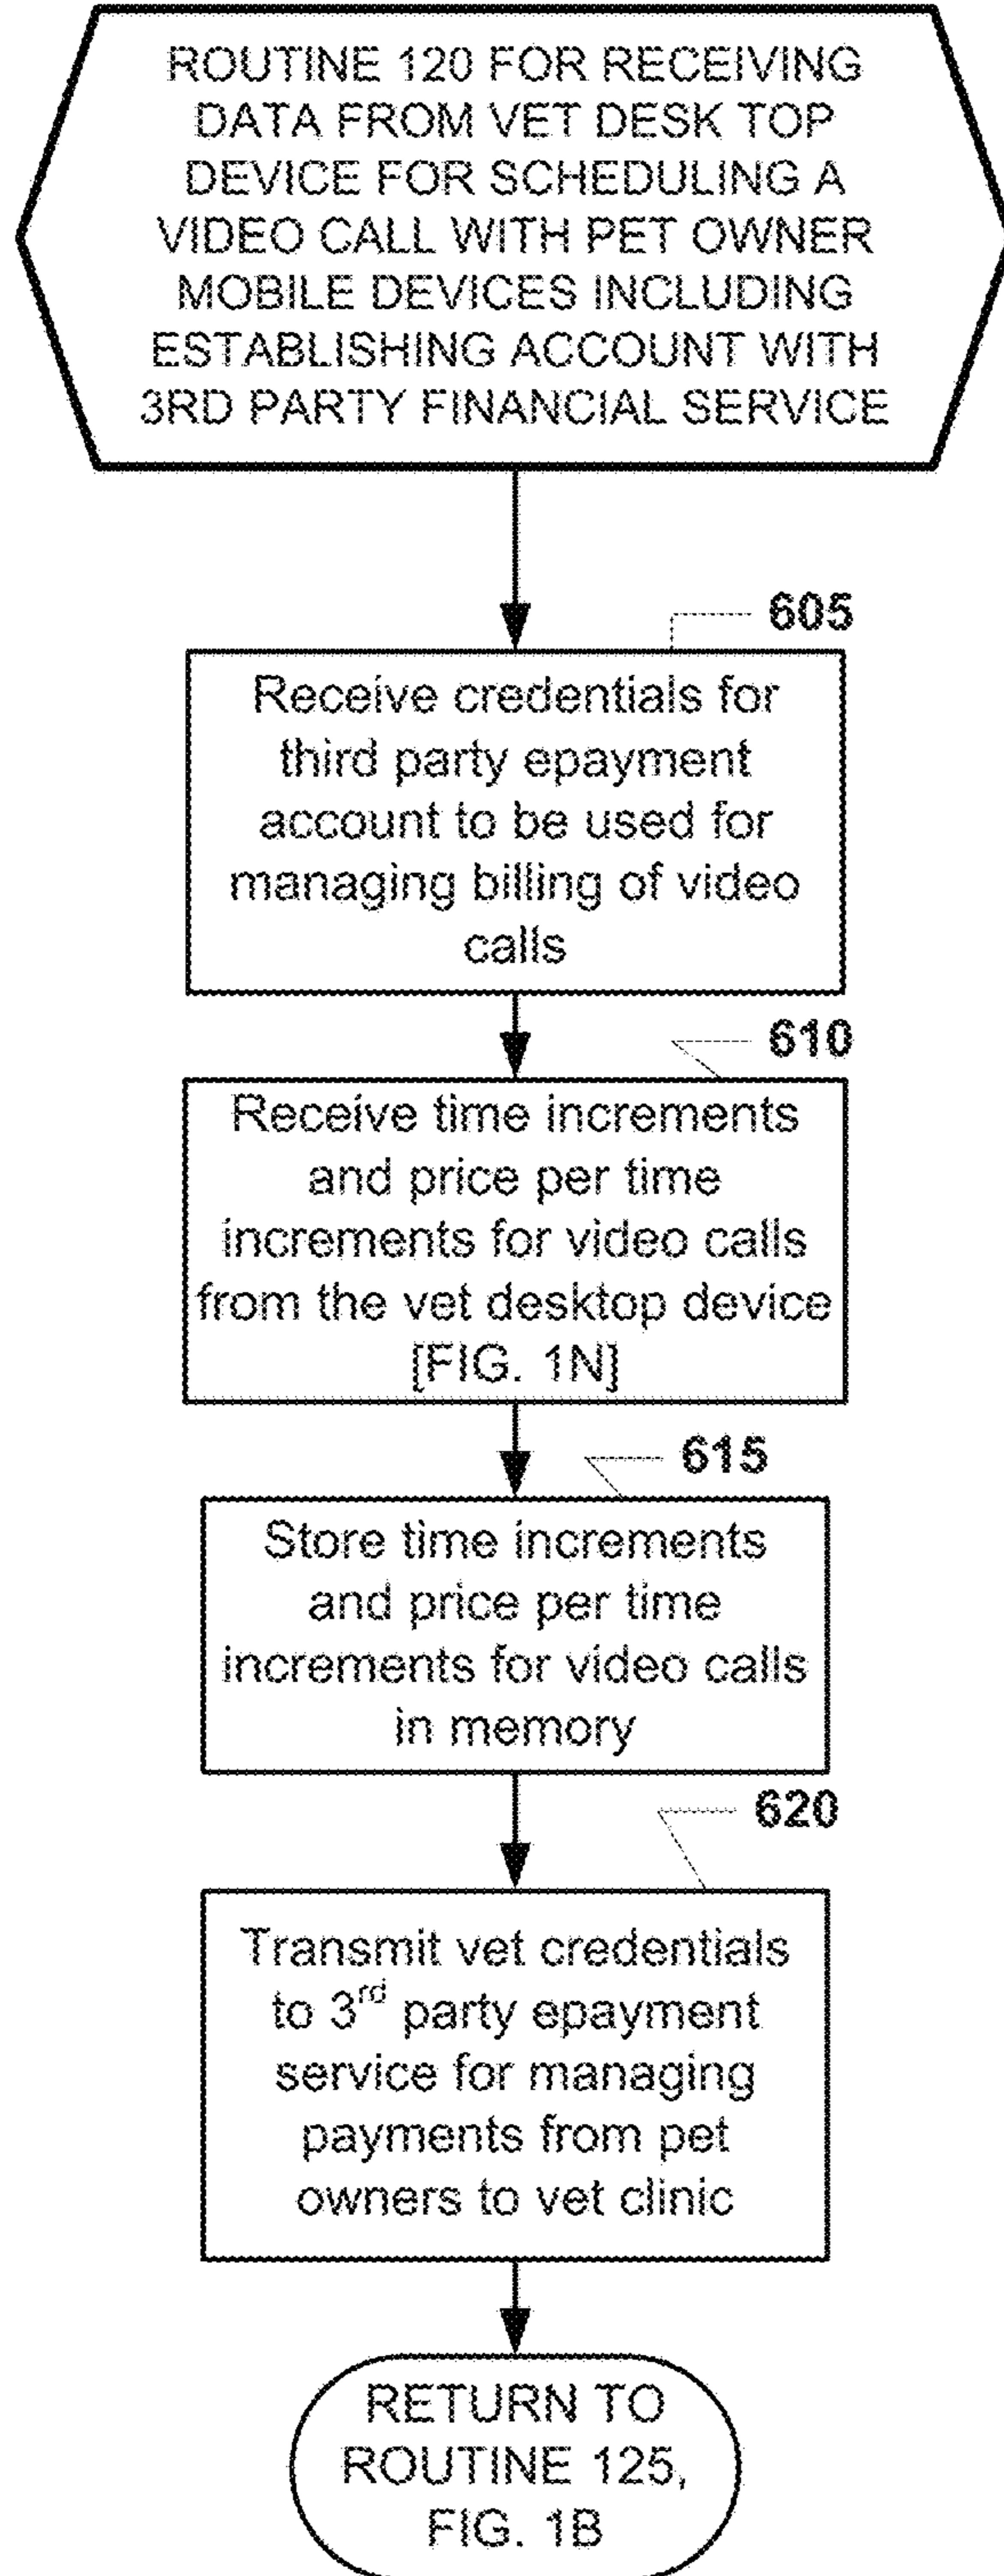 ROUTINE 120 FOR RECEIVING
DATA FROM VET DESK TOP
DEVICE FOR SCHEDULING A
VIDEO CALL WITH PET OWNER
MOBILE DEVICES INCLUDING
ESTABLISHING ACCOUNT WITH
3RD PARTY FINANCIAL SERVICE
605
Receive credentials for
third party epayment
account to be used for
managing billing of video
calls
610
Receive time increments
and price per time
increments for video calls
from the vet desktop device
[FIG. 1N]
615
Store time increments
and price per time
increments for video calls
in memory
620
Transmit vet credentials
to 3rd party epayment
service for managing
payments from pet
owners to vet clinic
RETURN TO
ROUTINE 125,
FIG. 1B